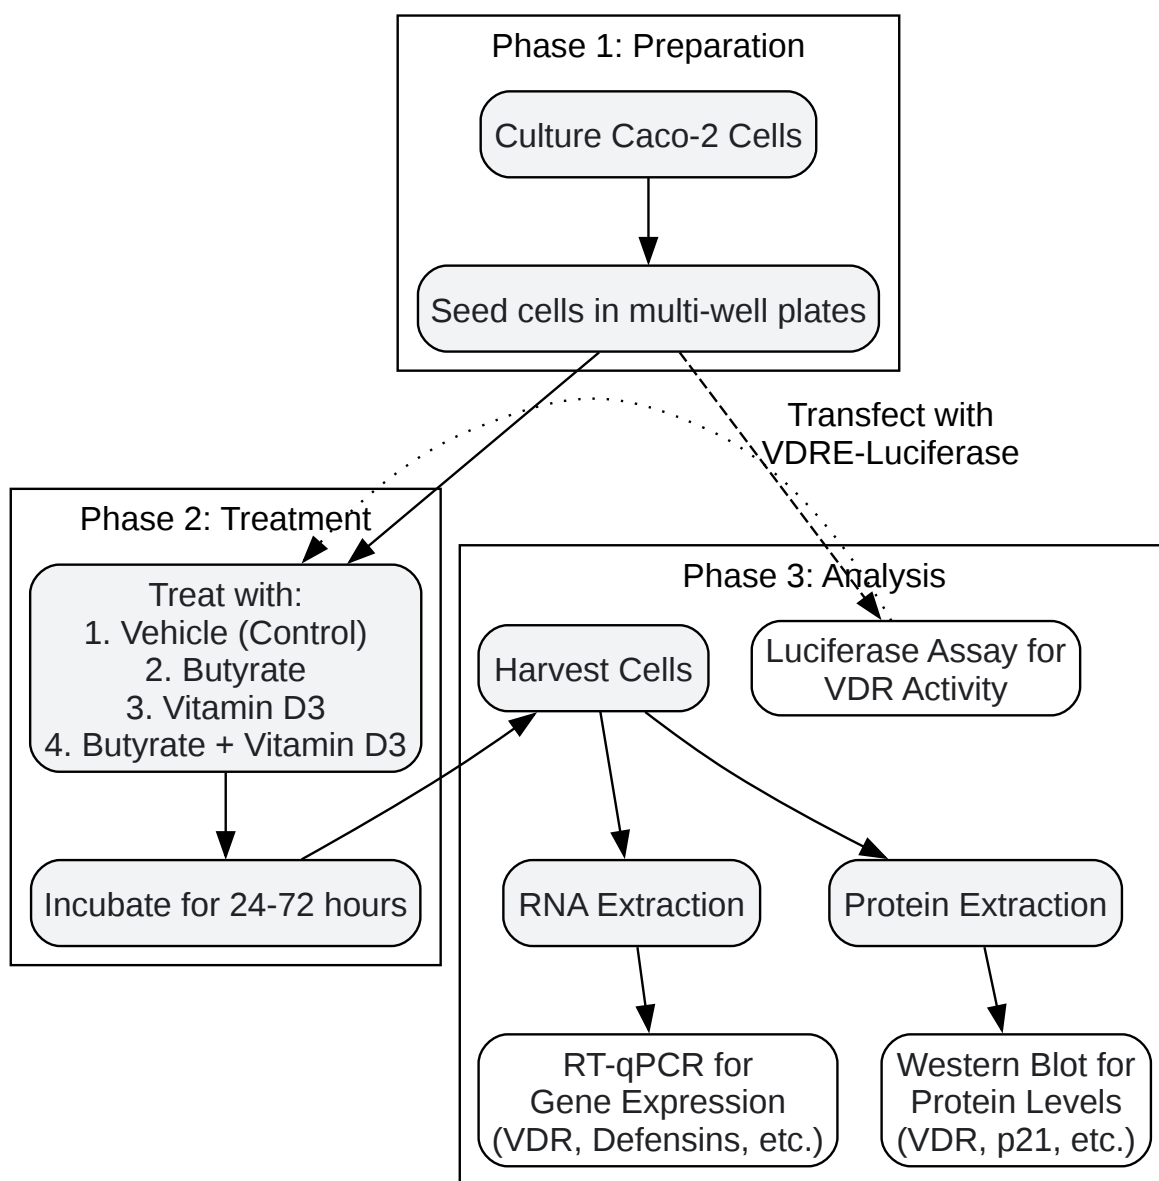 Phase 1: Preparation
Culture Caco-2 Cells
Seed cells in multi-well plates
Transfect with
VDRE-Luciferase
Phase 2: Treatment
Treat with:
1. Vehicle (Control)
2. Butyrate
3. Vitamin D3
4. Butyrate + Vitamin D3
Incubate for 24-72 hours
Phase 3: Analysis
Harvest Cells
Luciferase Assay for
VDR Activity
RNA Extraction
Protein Extraction
RT-qPCR for
Gene Expression
(VDR, Defensins, etc.)
Western Blot for
Protein Levels
(VDR, p21, etc.)